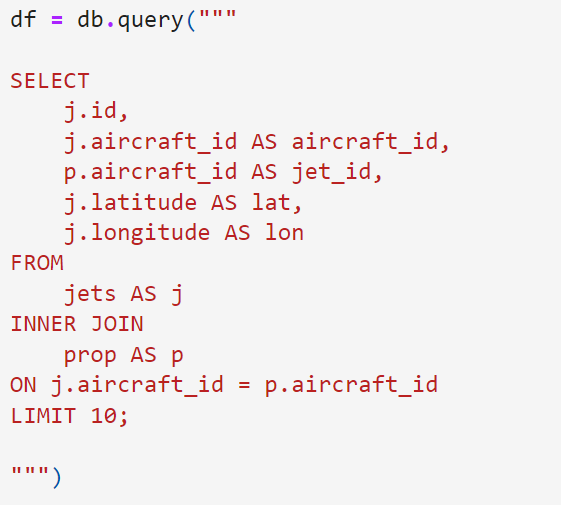 df = db.query("""
SELECT
    j.id,
    j.aircraft_id AS aircraft_id,
    p.aircraft_id AS jet_id,
    j.latitude AS lat,
    j.longitude AS lon
FROM
    jets AS j
INNER JOIN
    prop AS p
ON j.aircraft_id = p.aircraft_id
LIMIT 10;
""")